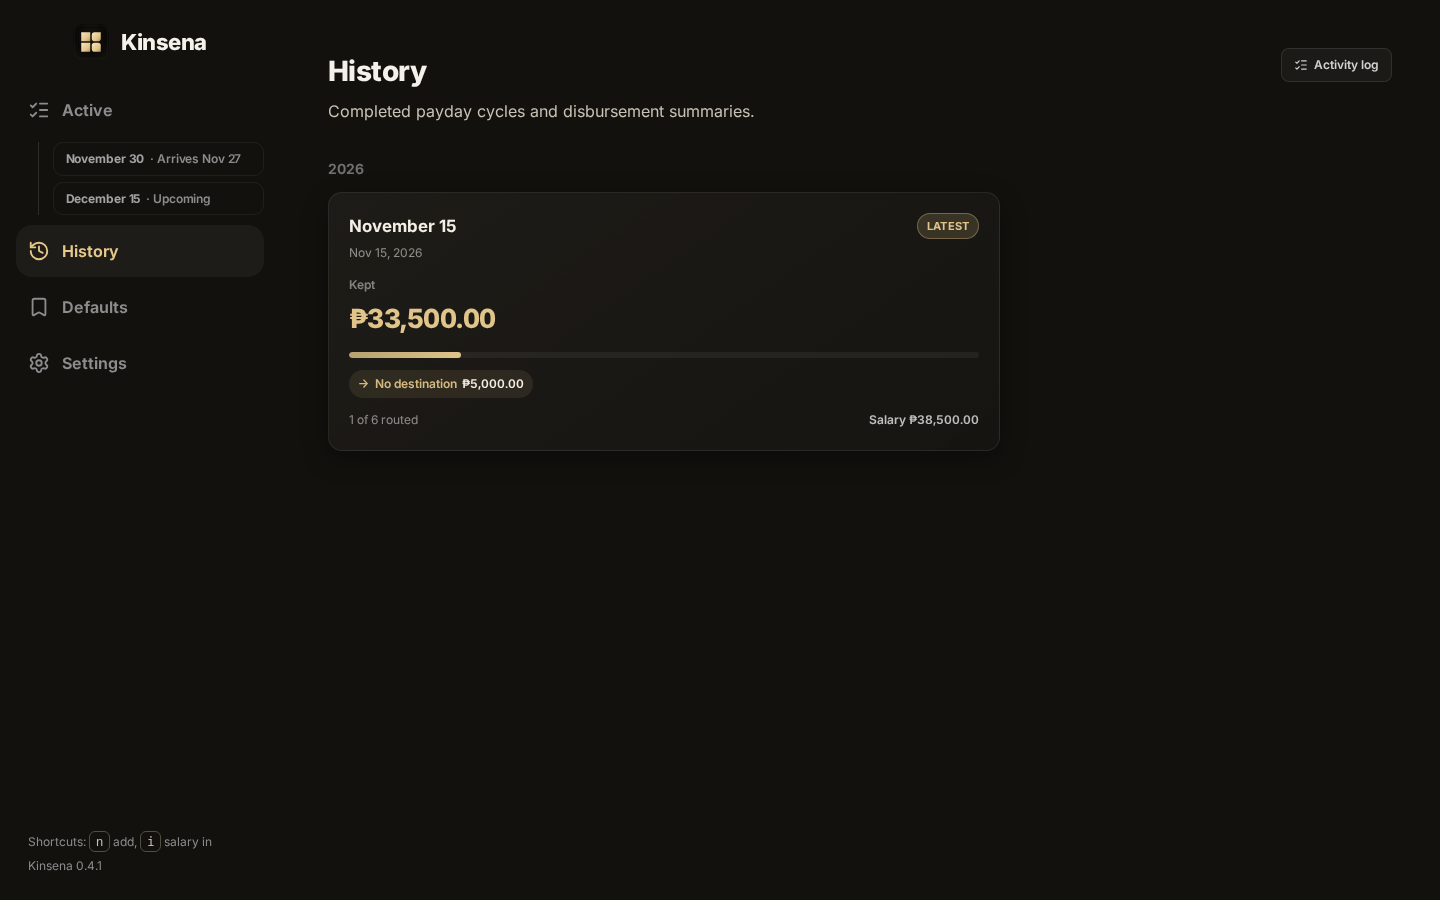 Kinsena
Active
November 30 · Arrives Nov 27
December 15 · Upcoming
History
Defaults
Settings
Shortcuts: n add, i salary in
Kinsena 0.4.1
History
Activity log
Completed payday cycles and disbursement summaries.
2026
November 15
LATEST
Nov 15, 2026
Kept
₱33,500.00
→ No destination ₱5,000.00
1 of 6 routed
Salary ₱38,500.00